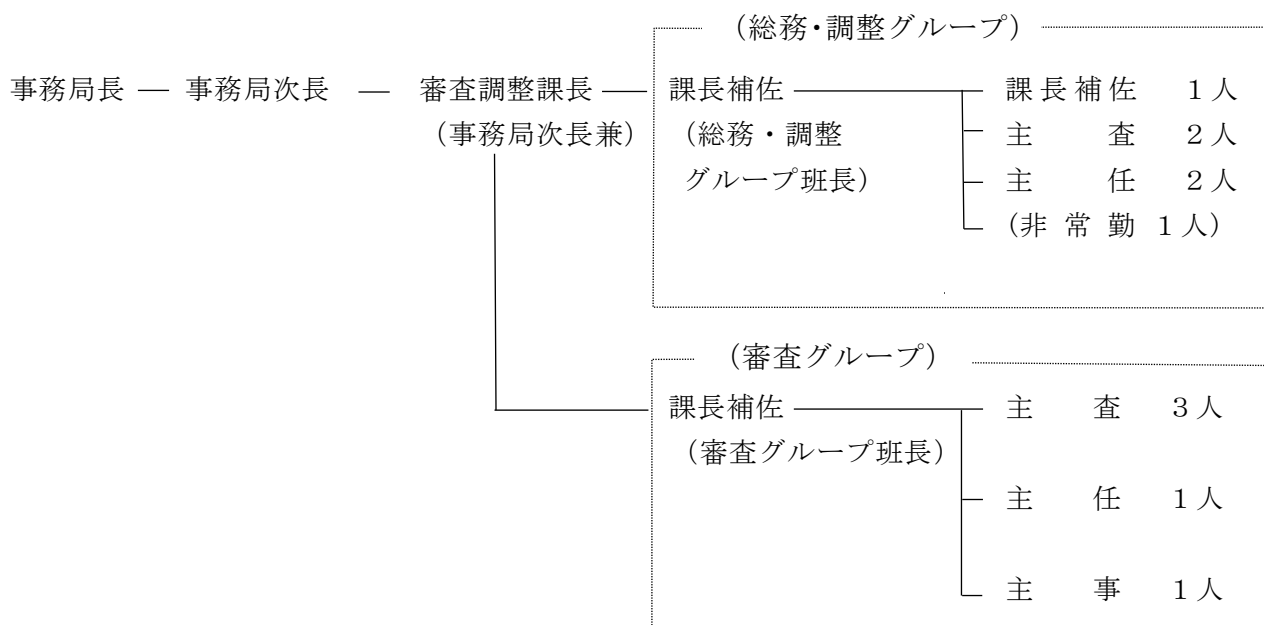 （総務・調整グループ）
事務局長 ― 事務局次長 ― 審査調整課長 ― 課長補佐 ― 課長補佐 １人
（事務局次長兼） （総務・調整 主査 ２人
グループ班長） 主任 ２人
（非常勤 １人）
（審査グループ）
課長補佐 ― 主査 ３人
（審査グループ班長）
主任 １人
主事 １人